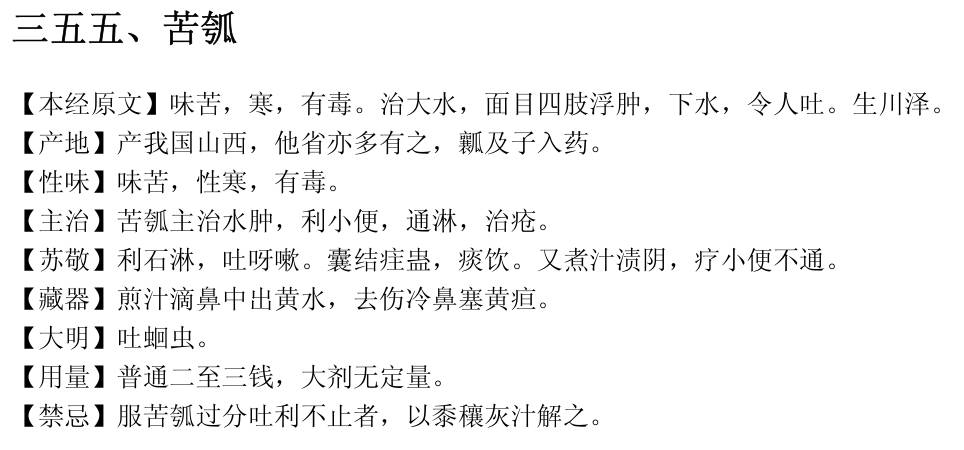 三五五、苦瓠
【本经原文】味苦，寒，有毒。治大水，面目四肢浮肿，下水，令人吐。生川泽。
【产地】产我国山西，他省亦多有之，瓤及子入药。
【性味】味苦，性寒，有毒。
【主治】苦瓠主治水肿，利小便，通淋，治疮。
【苏敬】利石淋，吐呀嗽。囊结疰蛊，痰饮。又煮汁渍阴，疗小便不通。
【藏器】煎汁滴鼻中出黄水，去伤冷鼻塞黄疸。
【大明】吐蛔虫。
【用量】普通二至三钱，大剂无定量。
【禁忌】服苦瓠过分吐利不止者，以黍穰灰汁解之。